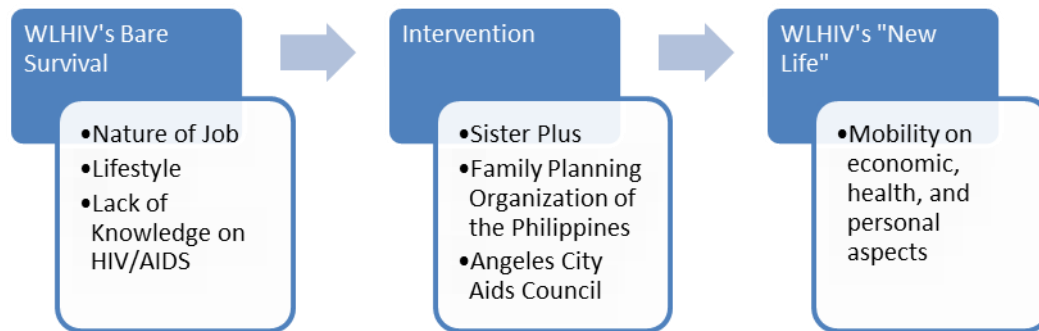 WLHIV's Bare
Survival
•Nature of Job
•Lifestyle
•Lack of
Knowledge on
HIV/AIDS
Intervention
•Sister Plus
•Family Planning
Organization of
the Philippines
•Angeles City
Aids Council
WLHIV's "New
Life"
•Mobility on
economic,
health, and
personal
aspects